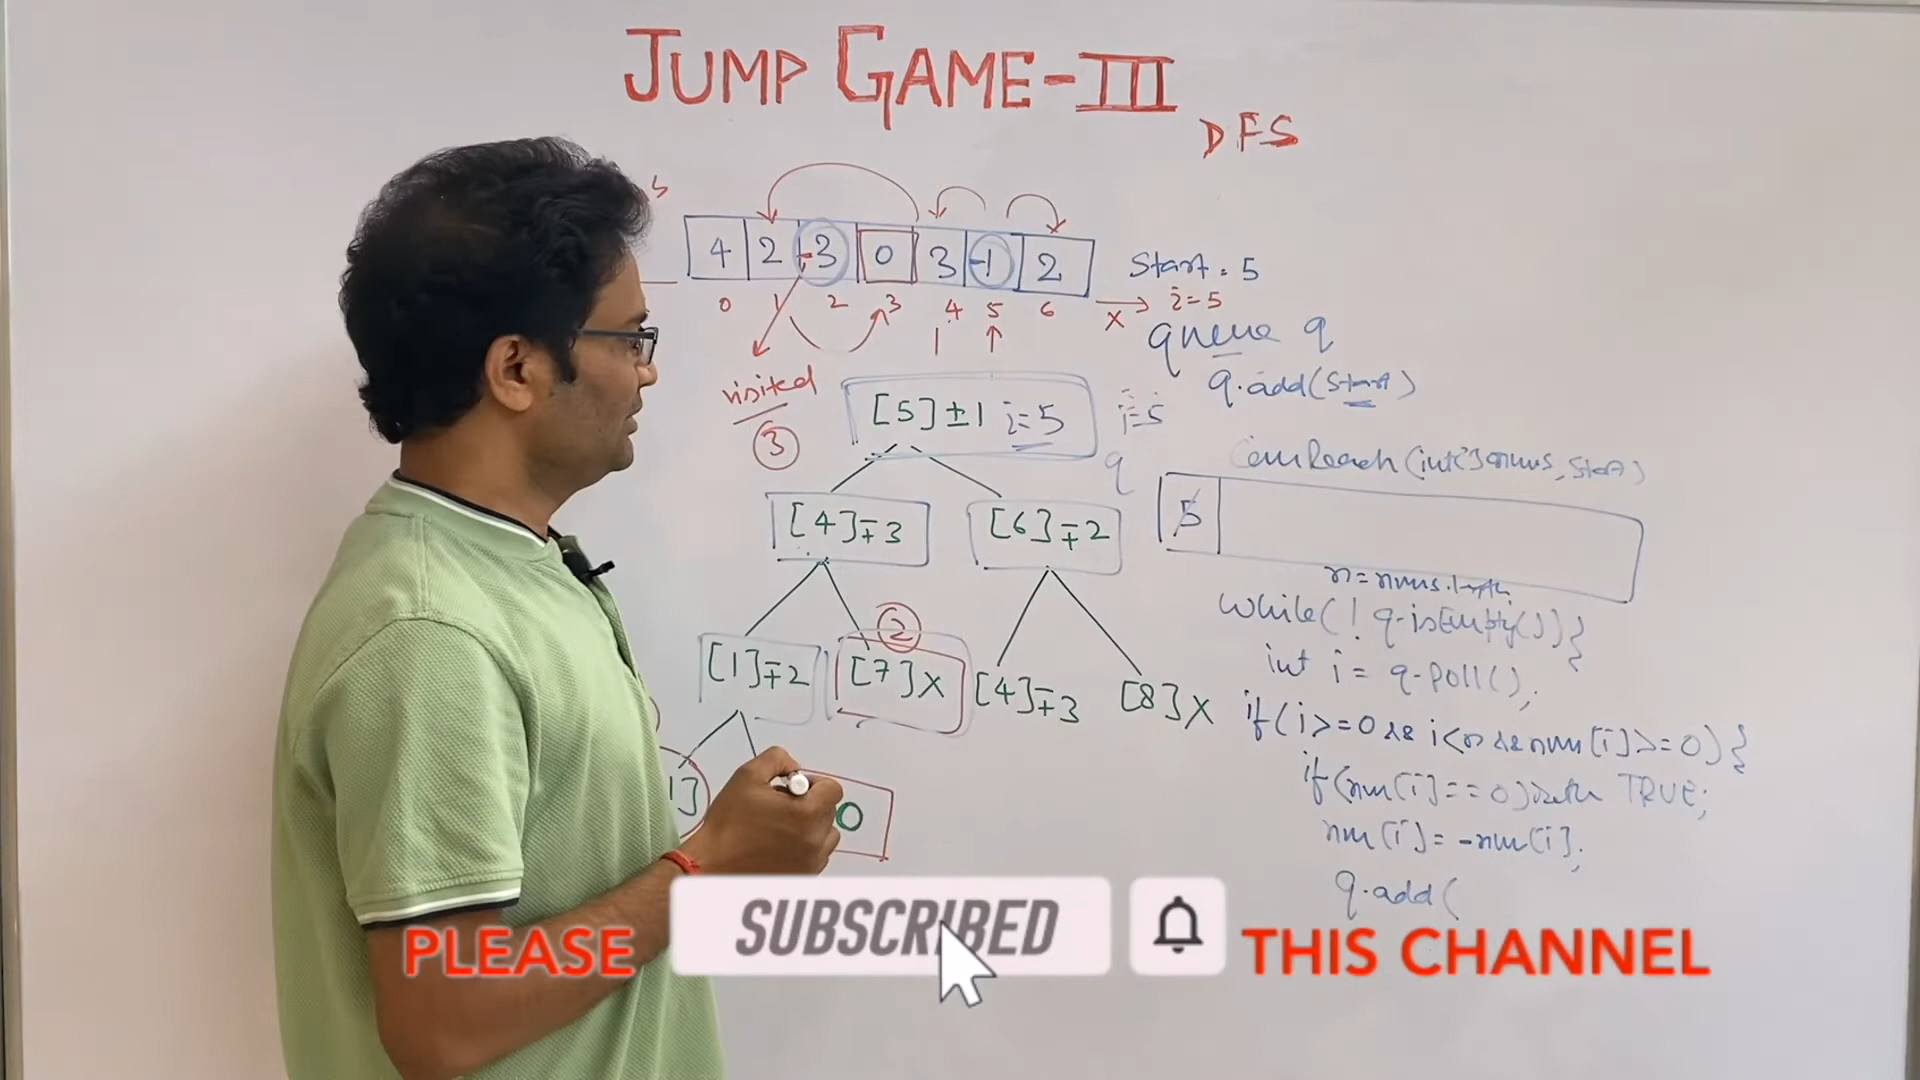 JUMP GAME-III
DFS
4 2 -3 0 3 -1 2
Start = 5
0 1 2 3 4 5 6
X
i=5
queue q
q.add(start)
visited
3
[5]±1 i=5
i=5
q
canReach(int[] nums, start)
5
[4]∓3
[6]∓2
n=nums.length
while(! q.isEmpty()){
int i = q.poll();
2
[1]∓2
[7]X
[4]∓3
[8]X
if(i>=0 && i<n && num[i]>=0){
if(num[i]==0)return TRUE;
num[i]=-num[i];
1]
0
q.add(
PLEASE SUBSCRIBED THIS CHANNEL